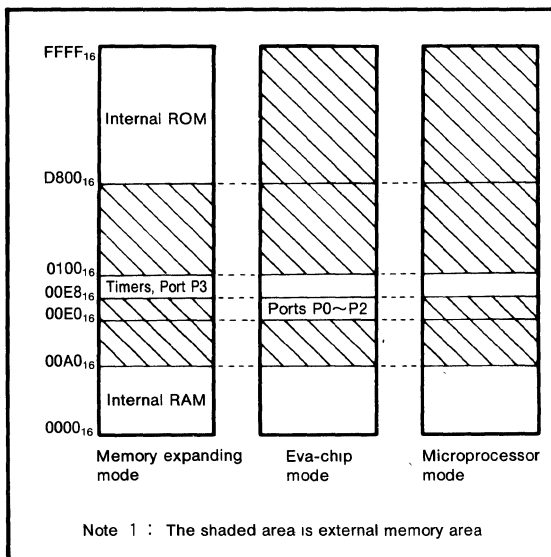 FFFF₁₆
Internal ROM
D800₁₆
0100₁₆
Timers, Port P3
00E8₁₆
Ports P0～P2
00E0₁₆
00A0₁₆
Internal RAM
0000₁₆
Memory expanding mode
Eva-chip mode
Microprocessor mode
Note 1 : The shaded area is external memory area